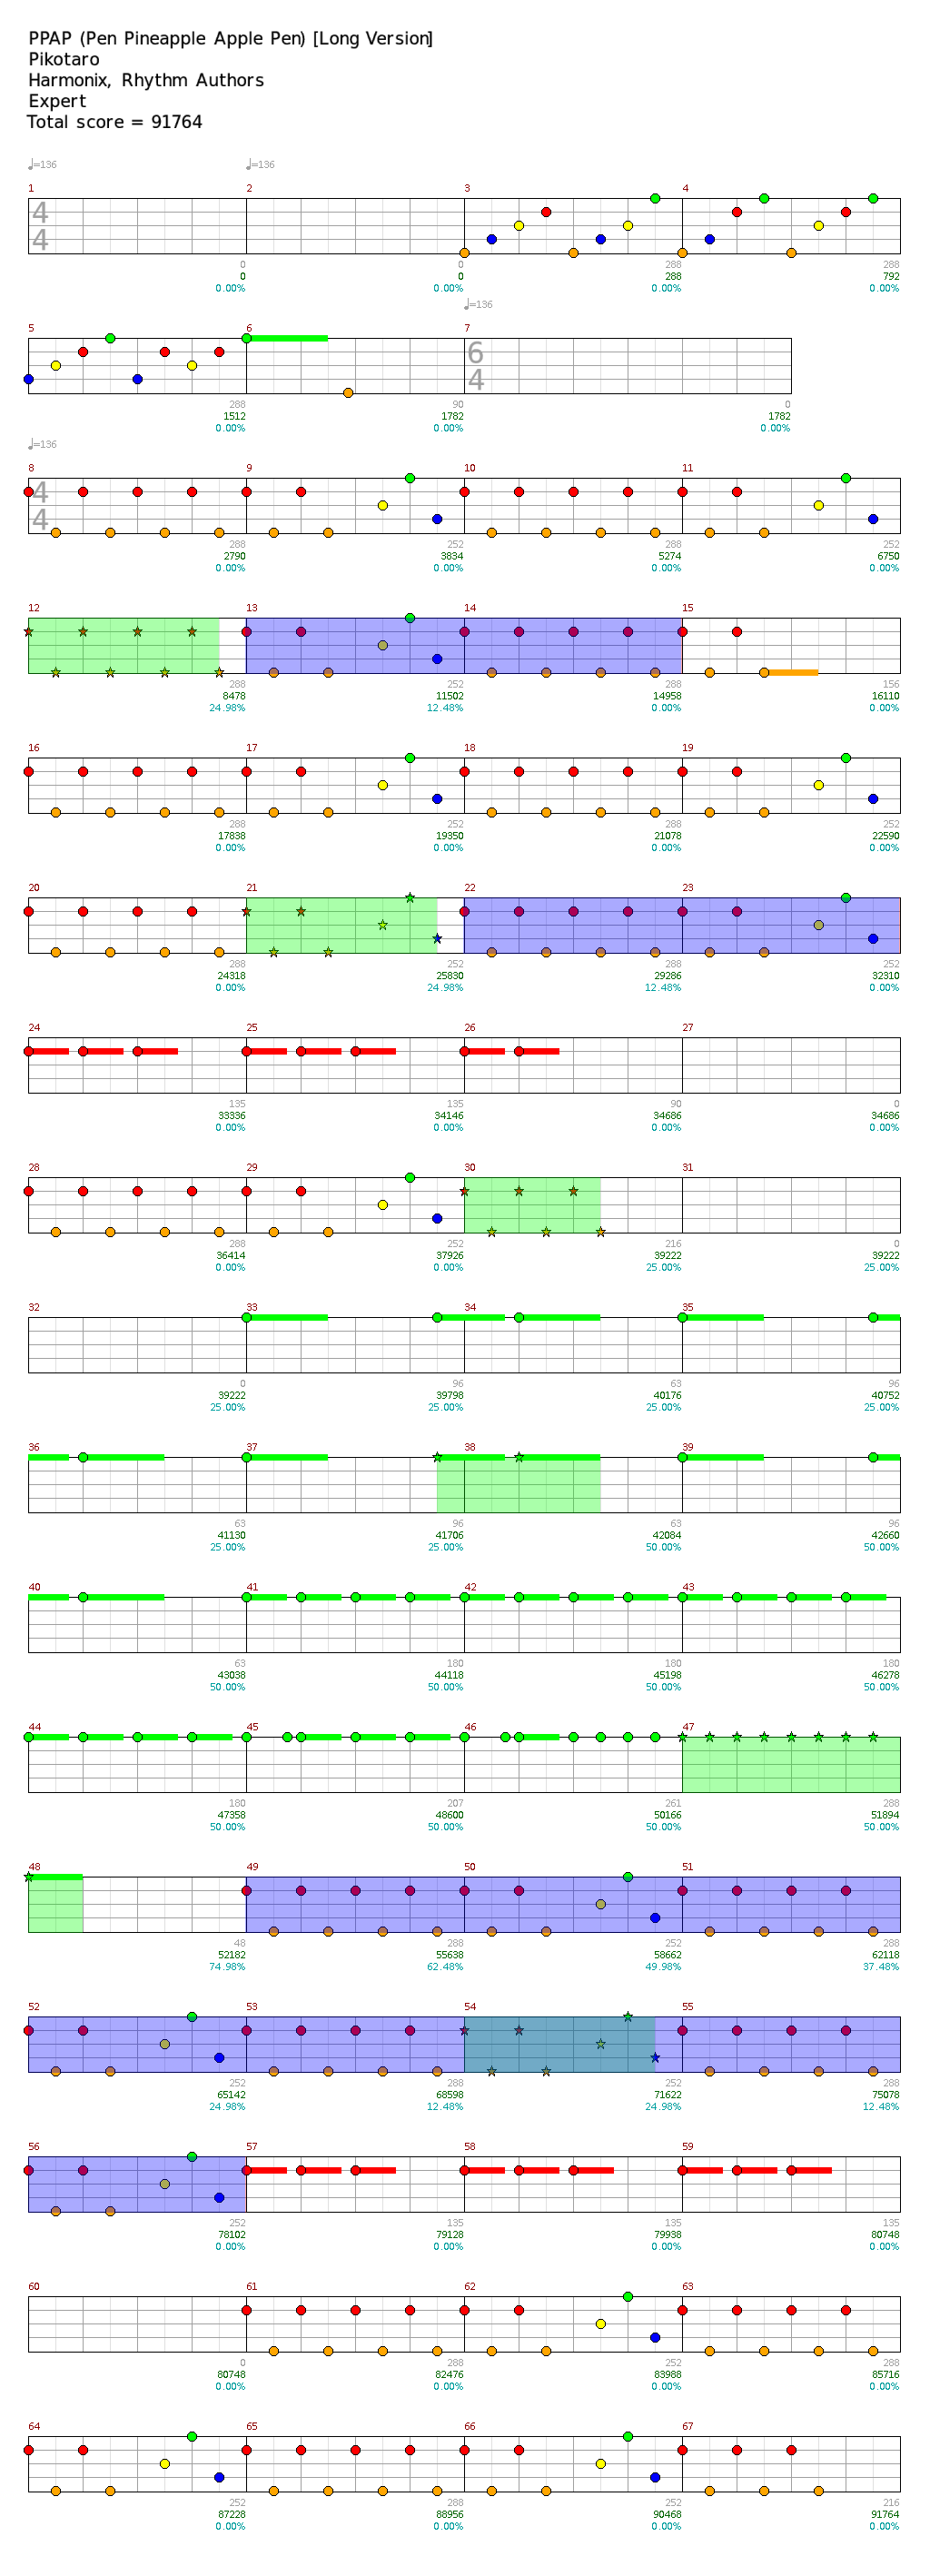 PPAP (Pen Pineapple Apple Pen) [Long Version]
Pikotaro
Harmonix, Rhythm Authors
Expert
Total score = 91764
♩=136 ♩=136
1 2 3 4
4
4
0 0 288 288
0 0 288 792
0.00% 0.00% 0.00% 0.00%
♩=136
5 6 7
6
4
288 90 0
1512 1782 1782
0.00% 0.00% 0.00%
♩=136
8 9 10 11
4
4
288 252 288 252
2790 3834 5274 6750
0.00% 0.00% 0.00% 0.00%
12 13 14 15
288 252 288 156
8478 11502 14958 16110
24.98% 12.48% 0.00% 0.00%
16 17 18 19
288 252 288 252
17838 19350 21078 22590
0.00% 0.00% 0.00% 0.00%
20 21 22 23
288 252 288 252
24318 25830 29286 32310
0.00% 24.98% 12.48% 0.00%
24 25 26 27
135 135 90 0
33336 34146 34686 34686
0.00% 0.00% 0.00% 0.00%
28 29 30 31
288 252 216 0
36414 37926 39222 39222
0.00% 0.00% 25.00% 25.00%
32 33 34 35
0 96 63 96
39222 39798 40176 40752
25.00% 25.00% 25.00% 25.00%
36 37 38 39
63 96 63 96
41130 41706 42084 42660
25.00% 25.00% 50.00% 50.00%
40 41 42 43
63 180 180 180
43038 44118 45198 46278
50.00% 50.00% 50.00% 50.00%
44 45 46 47
180 207 261 288
47358 48600 50166 51894
50.00% 50.00% 50.00% 50.00%
48 49 50 51
48 288 252 288
52182 55638 58662 62118
74.98% 62.48% 49.98% 37.48%
52 53 54 55
252 288 252 288
65142 68598 71622 75078
24.98% 12.48% 24.98% 12.48%
56 57 58 59
252 135 135 135
78102 79128 79938 80748
0.00% 0.00% 0.00% 0.00%
60 61 62 63
0 288 252 288
80748 82476 83988 85716
0.00% 0.00% 0.00% 0.00%
64 65 66 67
252 288 252 216
87228 88956 90468 91764
0.00% 0.00% 0.00% 0.00%